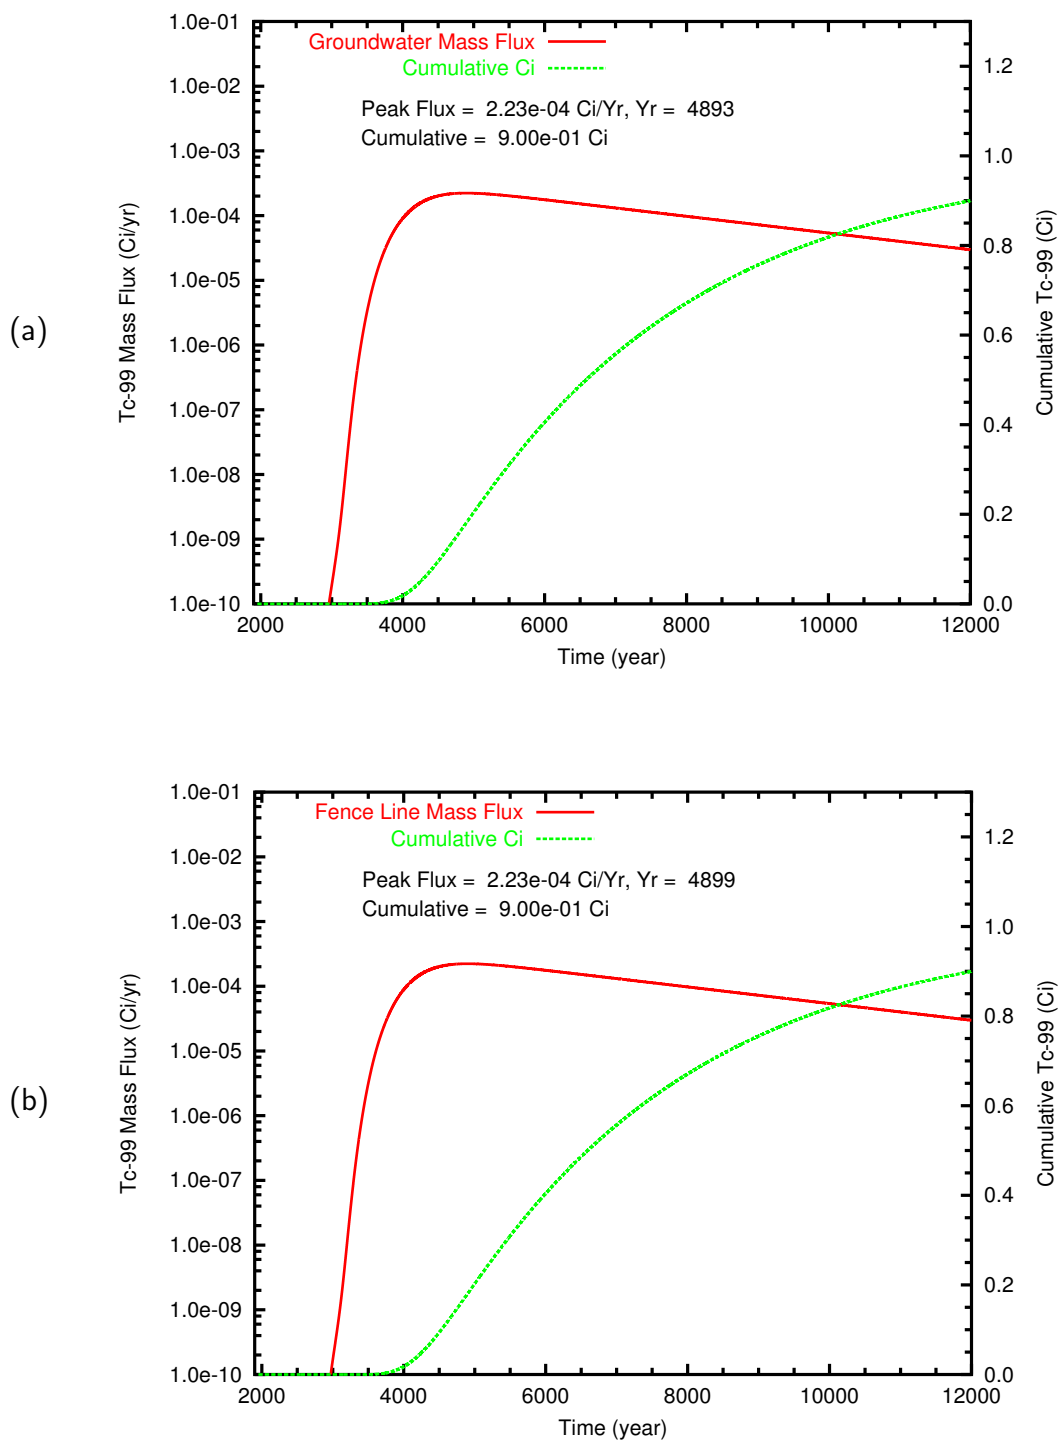 (a)
Groundwater Mass Flux
Cumulative Ci
Peak Flux = 2.23e-04 Ci/Yr, Yr = 4893
Cumulative = 9.00e-01 Ci
Tc-99 Mass Flux (Ci/yr)
1.0e-01
1.0e-02
1.0e-03
1.0e-04
1.0e-05
1.0e-06
1.0e-07
1.0e-08
1.0e-09
1.0e-10
1.2
1.0
0.8
0.6
0.4
0.2
0.0
Cumulative Tc-99 (Ci)
2000 4000 6000 8000 10000 12000
Time (year)
(b)
Fence Line Mass Flux
Cumulative Ci
Peak Flux = 2.23e-04 Ci/Yr, Yr = 4899
Cumulative = 9.00e-01 Ci
Tc-99 Mass Flux (Ci/yr)
1.0e-01
1.0e-02
1.0e-03
1.0e-04
1.0e-05
1.0e-06
1.0e-07
1.0e-08
1.0e-09
1.0e-10
1.2
1.0
0.8
0.6
0.4
0.2
0.0
Cumulative Tc-99 (Ci)
2000 4000 6000 8000 10000 12000
Time (year)